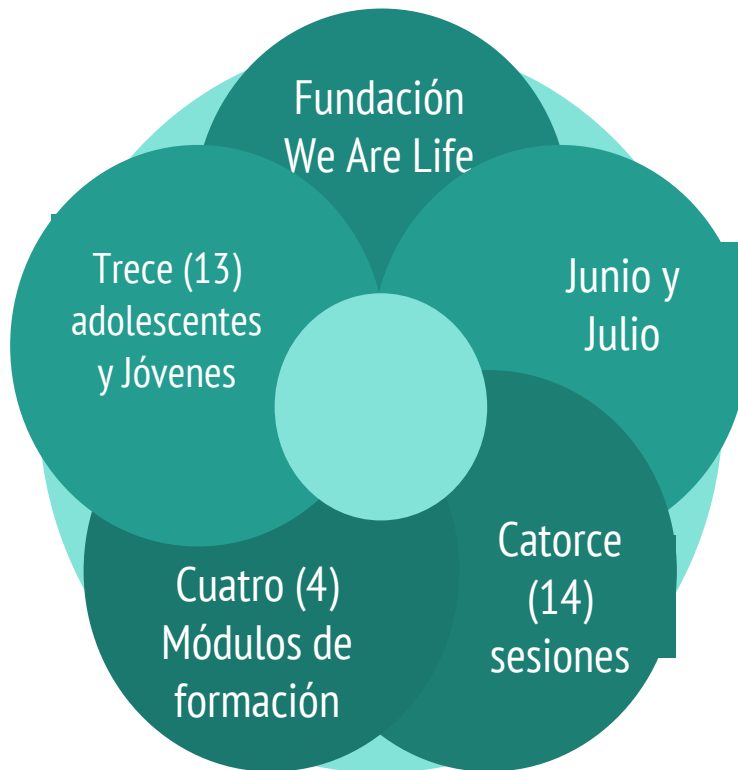 Fundación
We Are Life
Trece (13)
adolescentes
y Jóvenes
Junio y
Julio
Catorce
(14)
sesiones
Cuatro (4)
Módulos de
formación